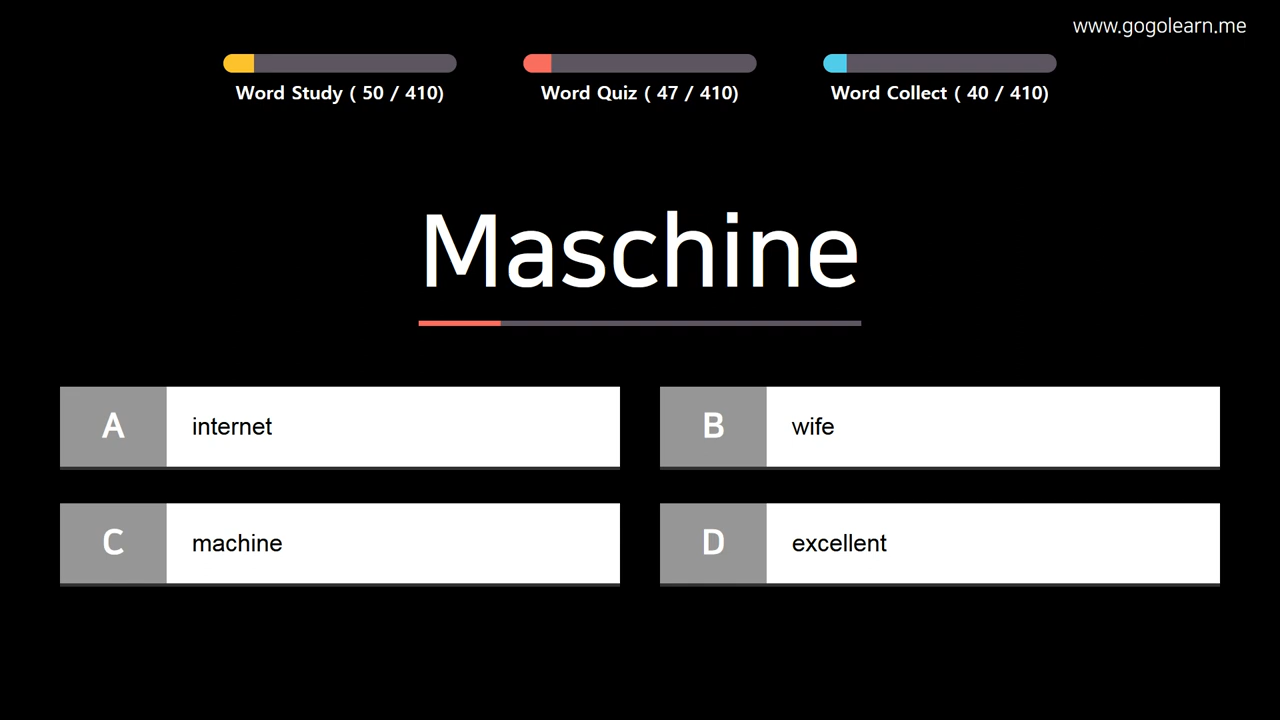 www.gogolearn.me
Word Study ( 50 / 410)
Word Quiz ( 47 / 410)
Word Collect ( 40 / 410)
Maschine
A internet
B wife
C machine
D excellent